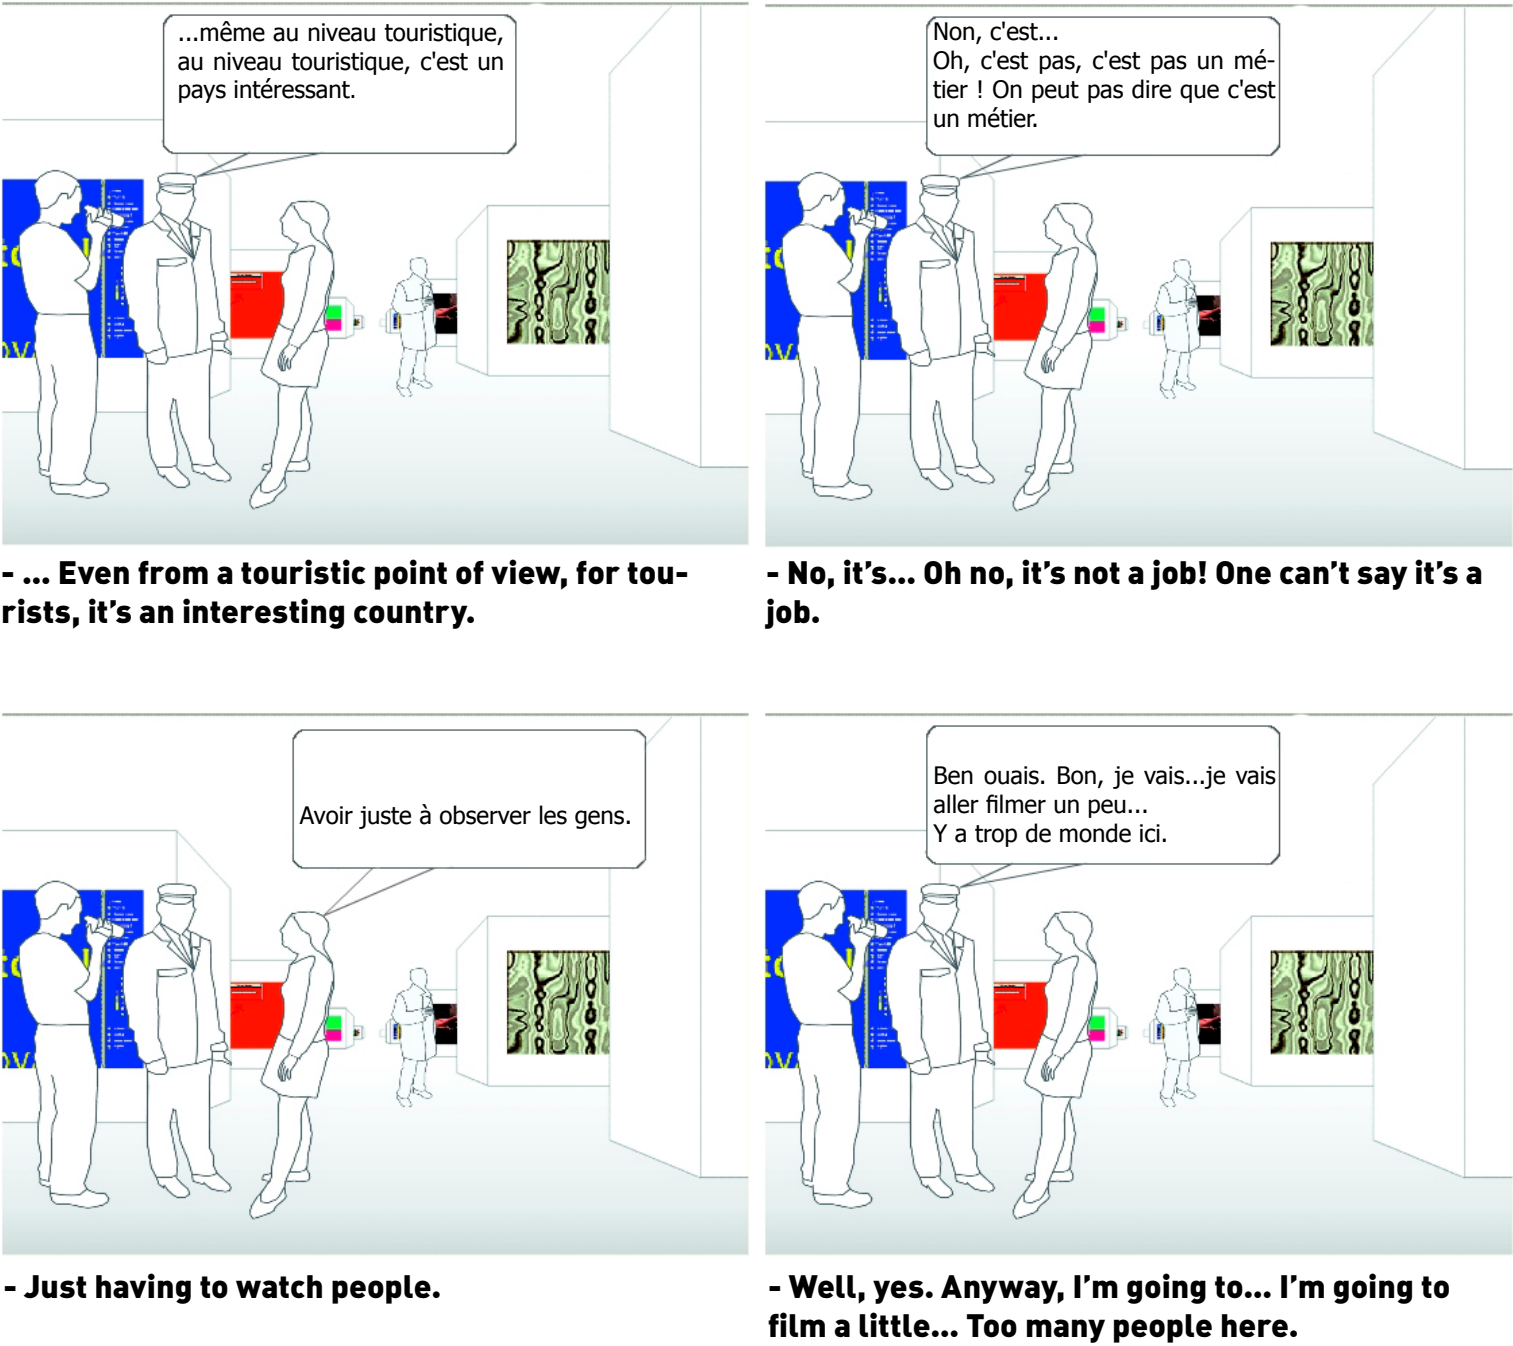 ...même au niveau touristique,
au niveau touristique, c'est un
pays intéressant.
- ... Even from a touristic point of view, for tou-
rists, it's an interesting country.
Non, c'est...
Oh, c'est pas, c'est pas un mé-
tier ! On peut pas dire que c'est
un métier.
- No, it's... Oh no, it's not a job! One can't say it's a
job.
Avoir juste à observer les gens.
- Just having to watch people.
Ben ouais. Bon, je vais...je vais
aller filmer un peu...
Y a trop de monde ici.
- Well, yes. Anyway, I'm going to... I'm going to
film a little... Too many people here.